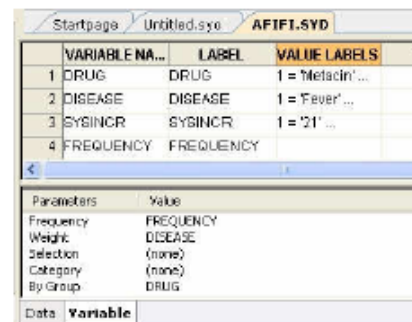 Startpage Untitled.syo AFIFI.SYD
VARIABLE NA... LABEL VALUE LABELS
1 DRUG DRUG 1 = 'Metacin'...
2 DISEASE DISEASE 1 = 'Fever'...
3 SYSINCR SYSINCR 1 = '21'...
4 FREQUENCY FREQUENCY
Parameters Value
Frequency FREQUENCY
Weight DISEASE
Selection (none)
Category (none)
By Group DRUG
Data Variable